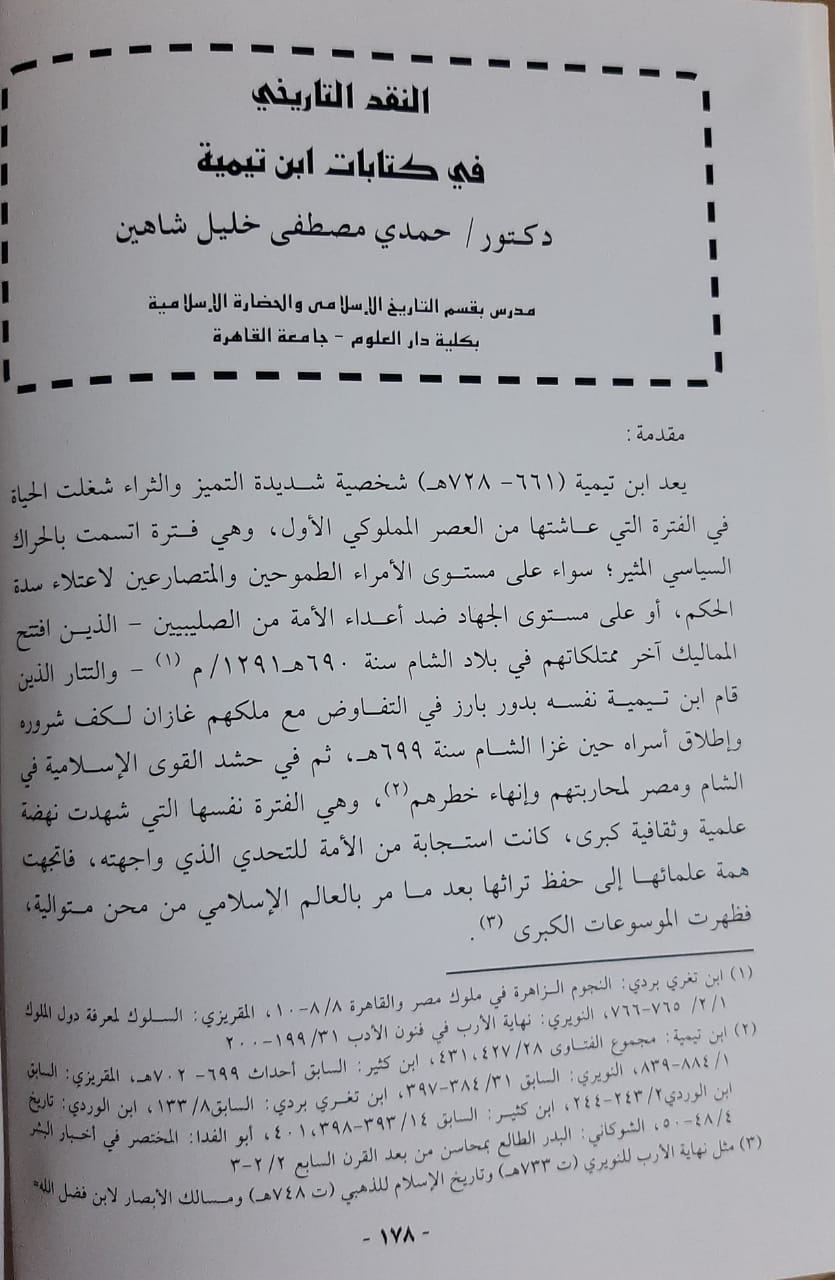 النقد التاريخي
في كتابات ابن تيمية
دكتور/ حمدي مصطفى خليل شاهين
مدرس بقسم التاريخ الإسلامى والحضارة الإسلامية
بكلية دار العلوم - جامعة القاهرة
مقدمة :
يعد ابن تيمية (٦٦١- ٧٢٨هـ) شخصية شديدة التميز والثراء شغلت الحياة
في الفترة التي عاشتها من العصر المملوكي الأول، وهي فترة اتسمت بالحراك
السياسي المثير؛ سواء على مستوى الأمراء الطموحين والمتصارعين لاعتلاء سدة
الحكم، أو على مستوى الجهاد ضد أعداء الأمة من الصليبيين – الذين افتتح
المماليك آخر ممتلكاتهم في بلاد الشام سنة ٦٩٠هـ/١٢٩١م (١) – والتتار الذين
قام ابن تيمية نفسه بدور بارز في التفاوض مع ملكهم غازان لكف شروره
وإطلاق أسراه حين غزا الشام سنة ٦٩٩هـ، ثم في حشد القوى الإسلامية في
الشام ومصر لمحاربتهم وإنهاء خطرهم(٢)، وهي الفترة نفسها التي شهدت نهضة
علمية وثقافية كبرى، كانت استجابة من الأمة للتحدي الذي واجهته، فاتجهت
همة علمائها إلى حفظ تراثها بعد ما مر بالعالم الإسلامي من محن متوالية،
فظهرت الموسوعات الكبرى (٣).
(١) ابن تغري بردي: النجوم الزاهرة في ملوك مصر والقاهرة ٨/٨-١٠، المقريزي: السلوك لمعرفة دول الملوك
١/٢/ ٧٦٥-٧٦٦، النويري: نهاية الأرب في فنون الأدب ٣١/ ١٩٩-٢٠٠
(٢) ابن تيمية: مجموع الفتاوى ٢٨/ ٤٢٧، ٤٣١، ابن كثير: السابق أحداث ٦٩٩- ٧٠٢هـ، المقريزي: السابق
١/ ٨٨٤-٨٣٩، النويري: السابق ٣١/ ٣٨٤-٣٩٧، ابن تغري بردي: السابق٨/ ١٣٣، ابن الوردي: تاريخ
ابن الوردي٢/ ٢٤٣-٢٤٤، ابن كثير: السابق ١٤/ ٣٩٣-٣٩٨، ٤٠١، أبو الفدا: المختصر في أخبار البشر
٤/ ٤٨-٥٠، الشوكاني: البدر الطالع بمحاسن من بعد القرن السابع ٢/ ٢-٣
(٣) مثل نهاية الأرب للنويري (ت ٧٣٣هـ) وتاريخ الإسلام للذهبي (ت ٧٤٨هـ) ومسالك الأبصار لابن فضل الله=
- ١٧٨ -